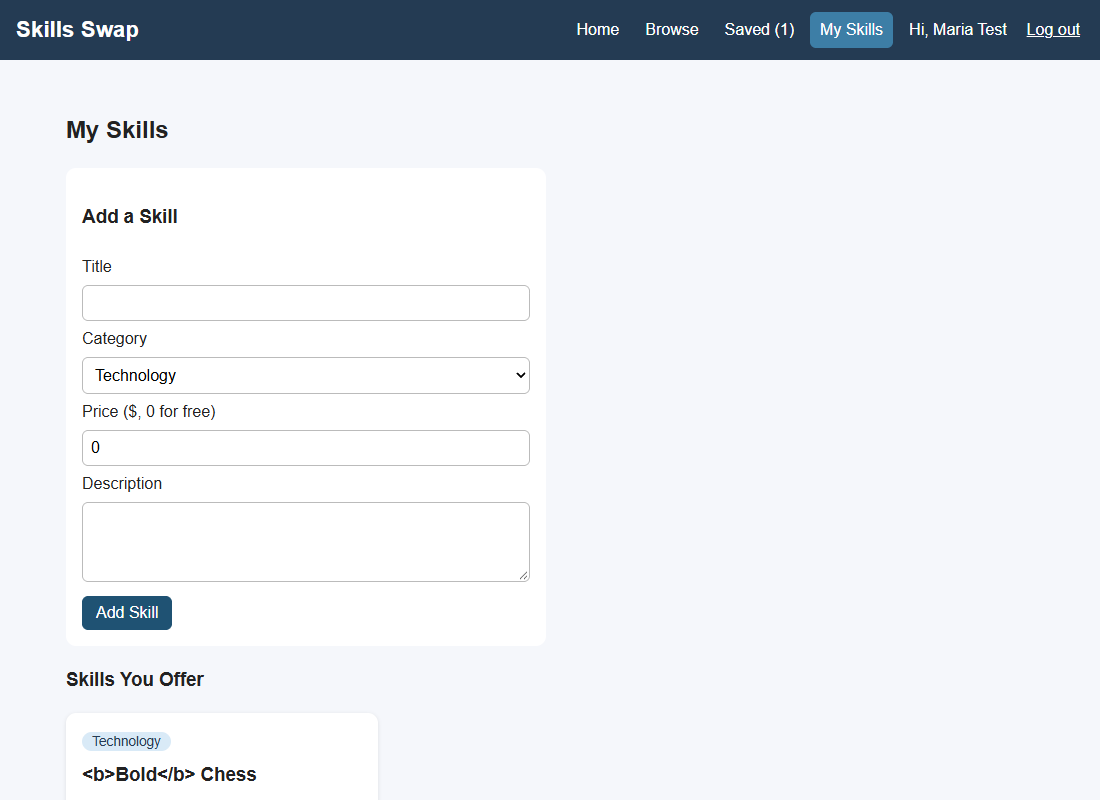 Skills Swap Home Browse Saved (1) My Skills Hi, Maria Test Log out
My Skills
Add a Skill
Title
Category
Technology
Price ($, 0 for free)
0
Description
Add Skill
Skills You Offer
Technology
<b>Bold</b> Chess